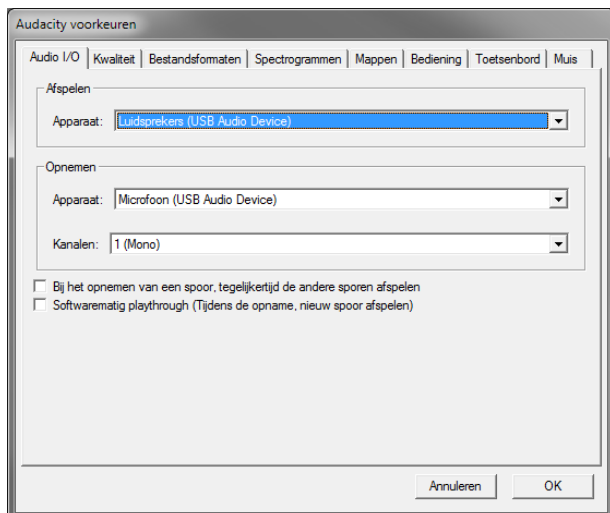 Audacity voorkeuren
Audio I/O Kwaliteit Bestandsformaten Spectrogrammen Mappen Bediening Toetsenbord Muis
Afspelen
Apparaat: Luidsprekers (USB Audio Device)
Opnemen
Apparaat: Microfoon (USB Audio Device)
Kanalen: 1 (Mono)
Bij het opnemen van een spoor, tegelijkertijd de andere sporen afspelen
Softwarematig playthrough (Tijdens de opname, nieuw spoor afspelen)
Annuleren OK